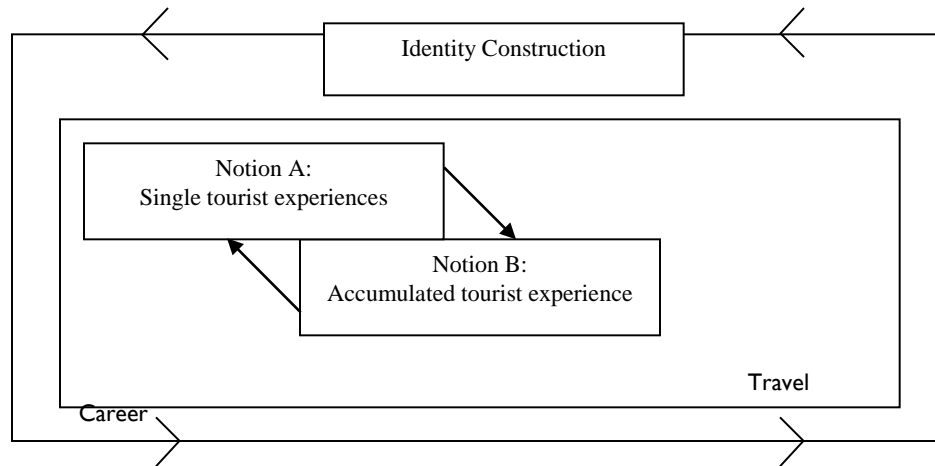 Identity Construction
Notion A:
Single tourist experiences
Notion B:
Accumulated tourist experience
Travel
Career